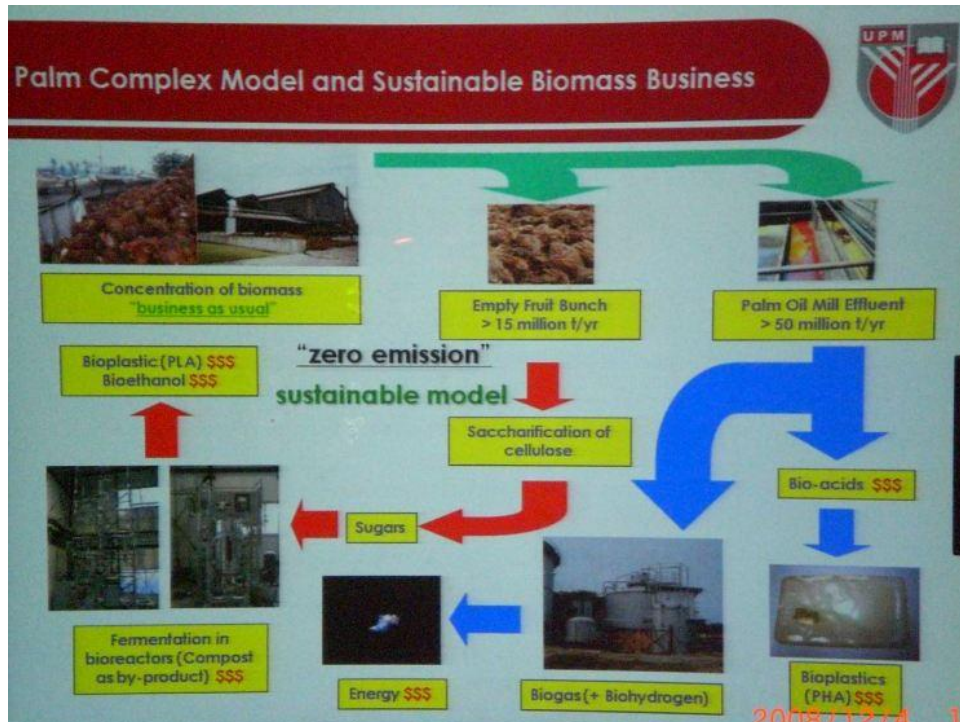 Palm Complex Model and Sustainable Biomass Business
UPM
Concentration of biomass
"business as usual"
Empty Fruit Bunch
> 15 million t/yr
Palm Oil Mill Effluent
> 50 million t/yr
Bioplastic (PLA) $$$
Bioethanol $$$
"zero emission"
sustainable model
Saccharification of
cellulose
Bio-acids $$$
Sugars
Fermentation in
bioreactors (Compost
as by-product) $$$
Energy $$$
Biogas (+ Biohydrogen)
Bioplastics
(PHA) $$$